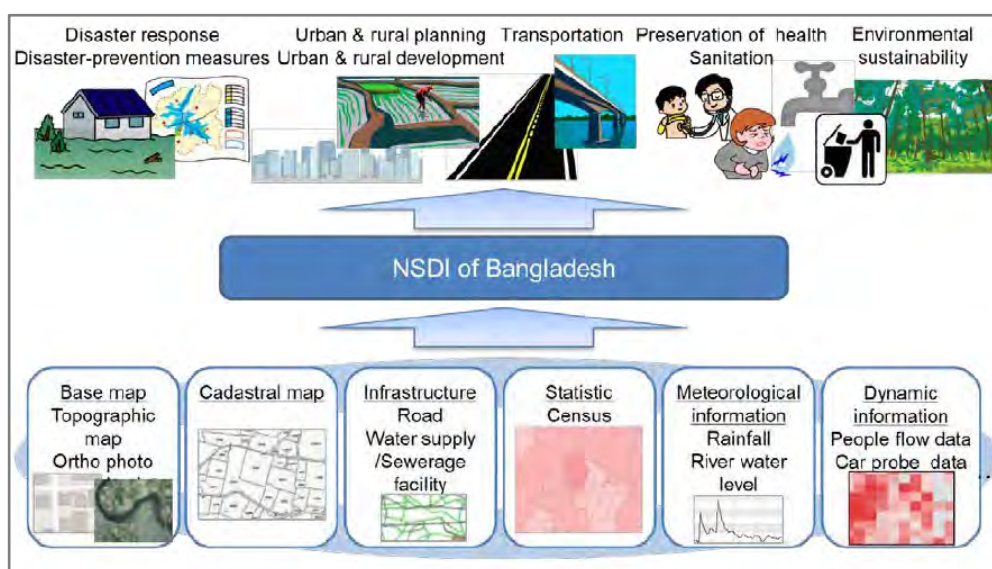 Disaster response
Disaster-prevention measures
Urban & rural planning
Urban & rural development
Transportation
Preservation of health
Sanitation
Environmental
sustainability
NSDI of Bangladesh
Base map
Topographic
map
Ortho photo
Cadastral map
Infrastructure
Road
Water supply
/Sewerage
facility
Statistic
Census
Meteorological
information
Rainfall
River water
level
Dynamic
information
People flow data
Car probe data
...